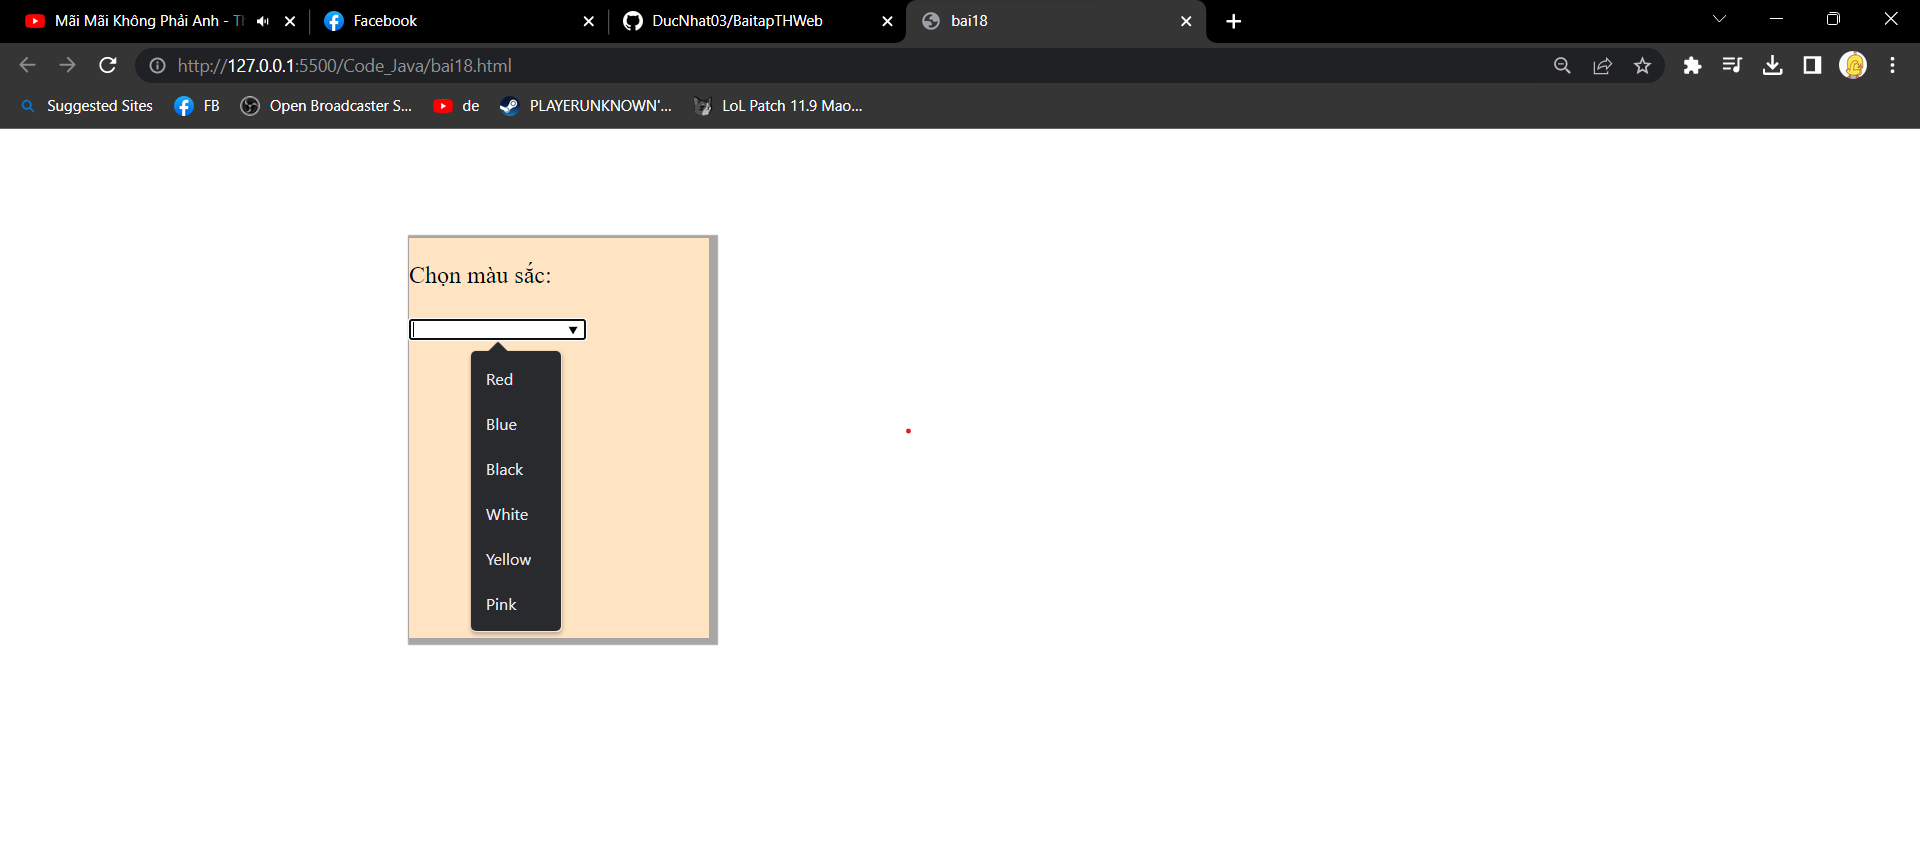 Mãi Mãi Không Phải Anh - Th
Facebook
DucNhat03/BaitapTHWeb
bai18
http://127.0.0.1:5500/Code_Java/bai18.html
Suggested Sites
FB
Open Broadcaster S...
de
PLAYERUNKNOWN'...
LoL Patch 11.9 Mao...
Chọn màu sắc:
Red
Blue
Black
White
Yellow
Pink